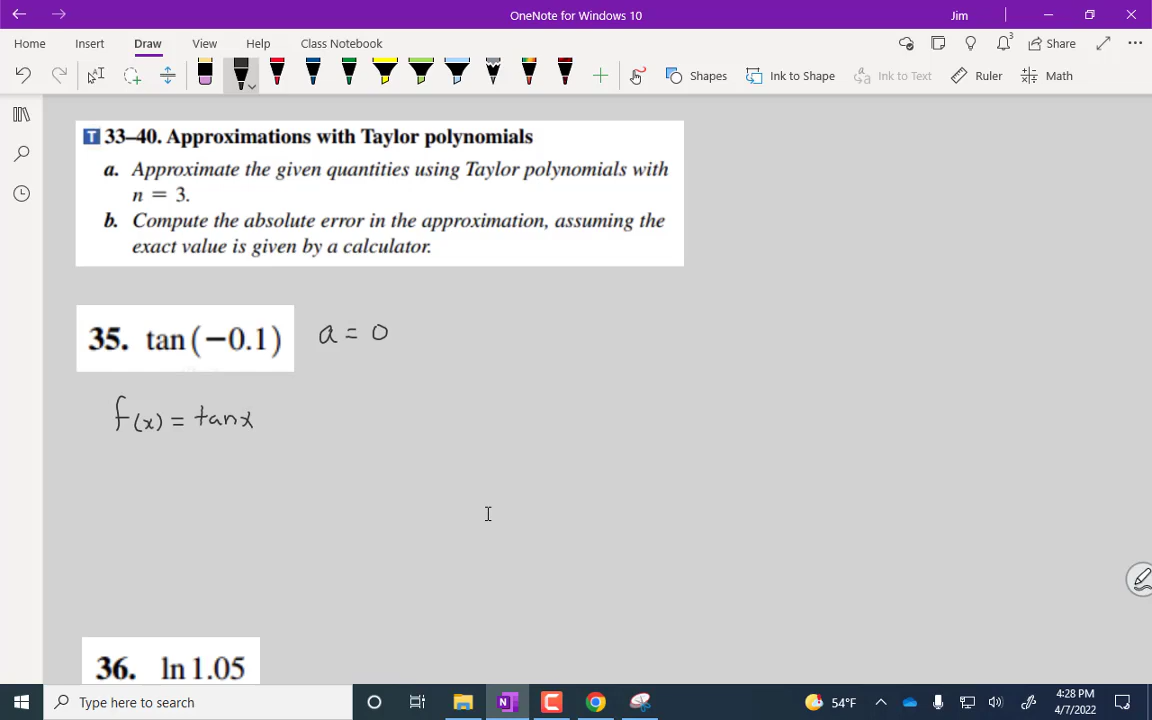 OneNote for Windows 10
Jim
Home Insert Draw View Help Class Notebook
Share
Shapes Ink to Shape Ink to Text Ruler Math
T 33–40. Approximations with Taylor polynomials
a. Approximate the given quantities using Taylor polynomials with
n = 3.
b. Compute the absolute error in the approximation, assuming the
exact value is given by a calculator.
35. tan(−0.1) a = 0
f(x) = tanx
36. ln 1.05
Type here to search
54°F
4:28 PM
4/7/2022